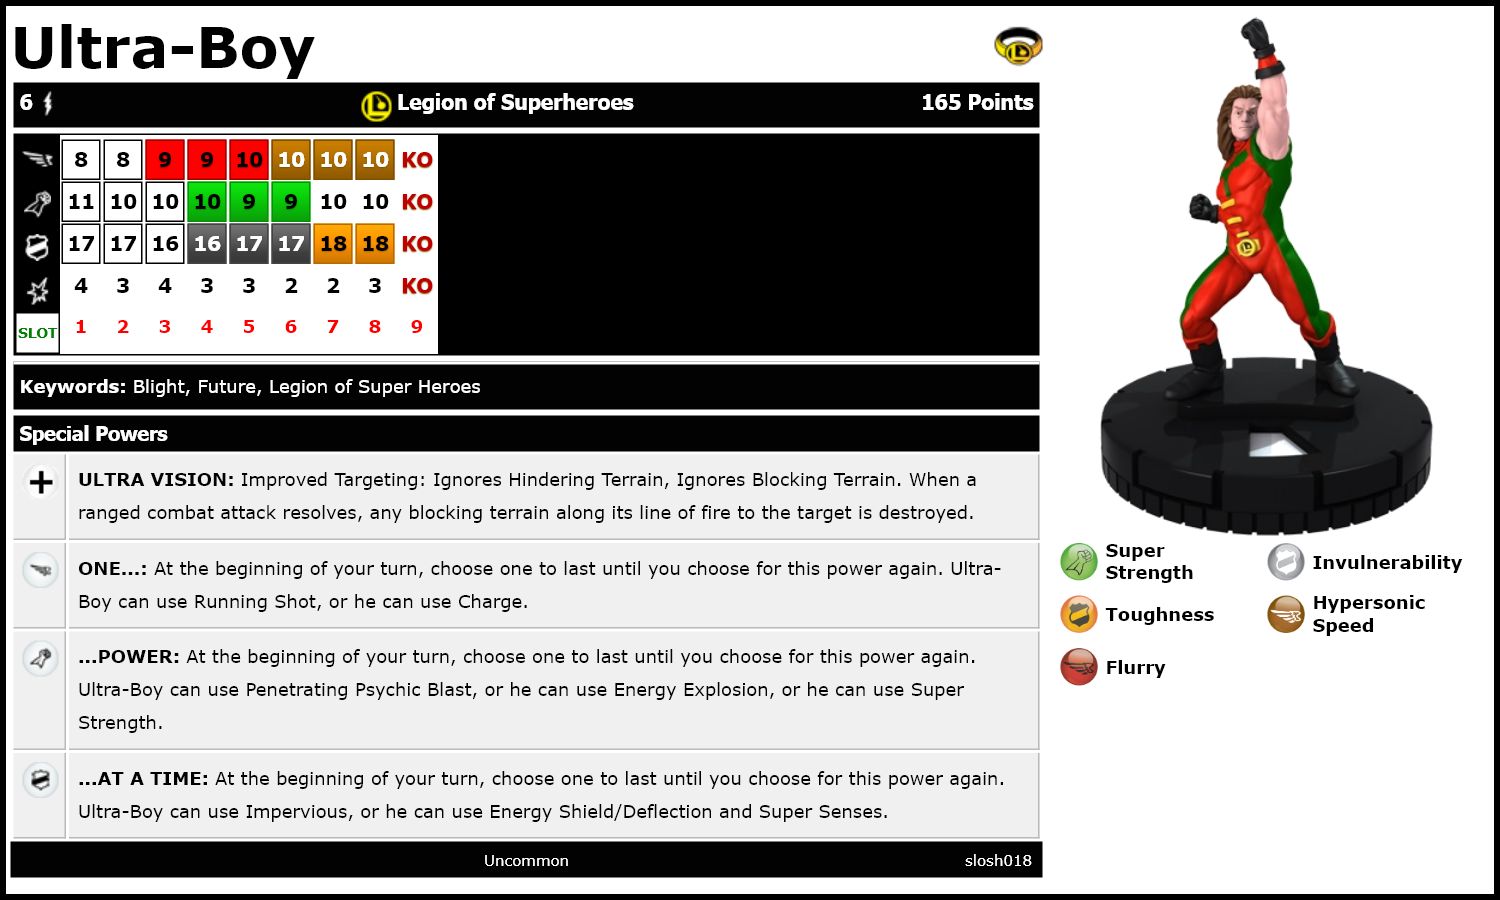 Ultra-Boy
6 Legion of Superheroes 165 Points
8 8 9 9 10 10 10 10 KO
11 10 10 10 9 9 10 10 KO
17 17 16 16 17 17 18 18 KO
4 3 4 3 3 2 2 3 KO
SLOT 1 2 3 4 5 6 7 8 9
Keywords: Blight, Future, Legion of Super Heroes
Special Powers
ULTRA VISION: Improved Targeting: Ignores Hindering Terrain, Ignores Blocking Terrain. When a
ranged combat attack resolves, any blocking terrain along its line of fire to the target is destroyed.
ONE...: At the beginning of your turn, choose one to last until you choose for this power again. Ultra-
Boy can use Running Shot, or he can use Charge.
...POWER: At the beginning of your turn, choose one to last until you choose for this power again.
Ultra-Boy can use Penetrating Psychic Blast, or he can use Energy Explosion, or he can use Super
Strength.
...AT A TIME: At the beginning of your turn, choose one to last until you choose for this power again.
Ultra-Boy can use Impervious, or he can use Energy Shield/Deflection and Super Senses.
Uncommon slosh018
Super
Strength
Invulnerability
Toughness
Hypersonic
Speed
Flurry